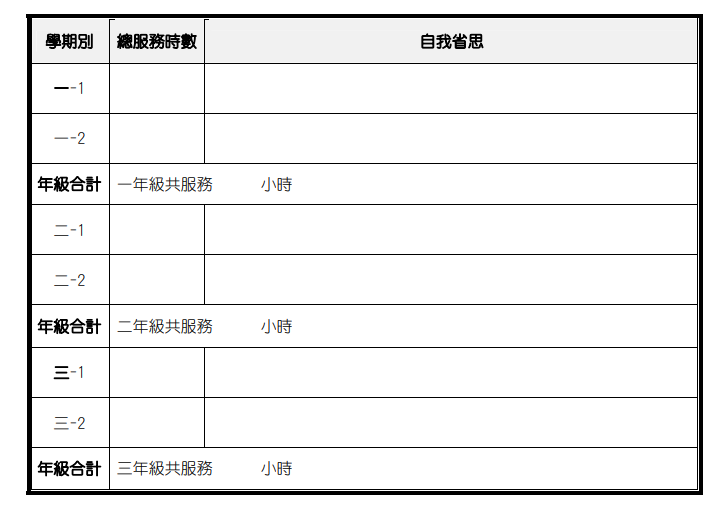 學期別 總服務時數 自我省思
一-1
一-2
年級合計 一年級共服務 小時
二-1
二-2
年級合計 二年級共服務 小時
三-1
三-2
年級合計 三年級共服務 小時